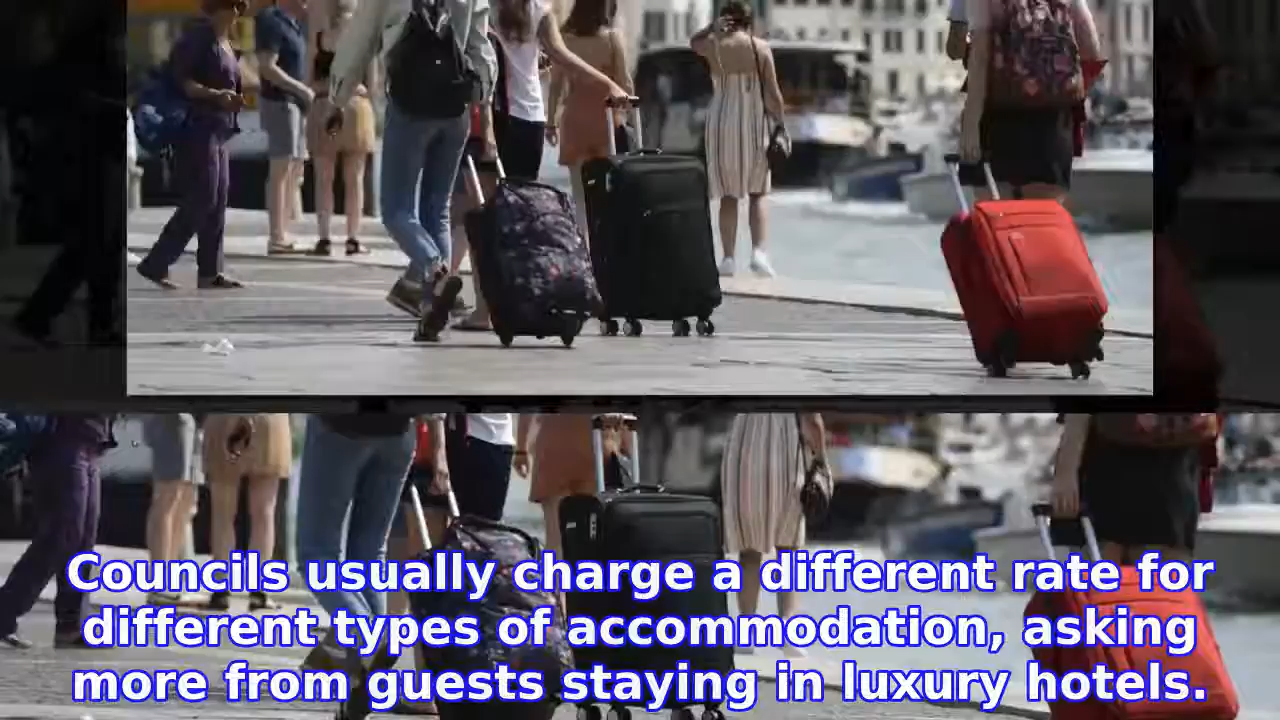 Councils usually charge a different rate for
different types of accommodation, asking
more from guests staying in luxury hotels.